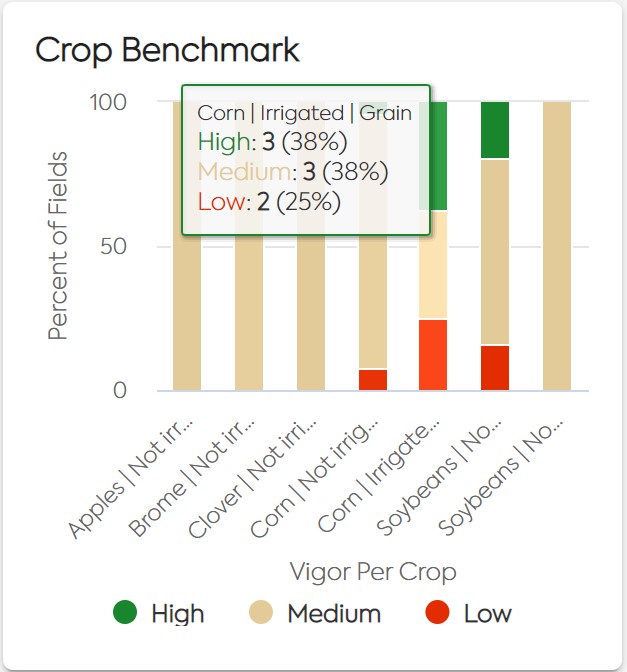 Crop Benchmark
100
50
0
Percent of Fields
Corn | Irrigated | Grain
High: 3 (38%)
Medium: 3 (38%)
Low: 2 (25%)
Apples | Not irr...
Brome | Not irr...
Clover | Not irri...
Corn | Not irrig...
Corn | Irrigate...
Soybeans | No...
Soybeans | No...
Vigor Per Crop
High
Medium
Low